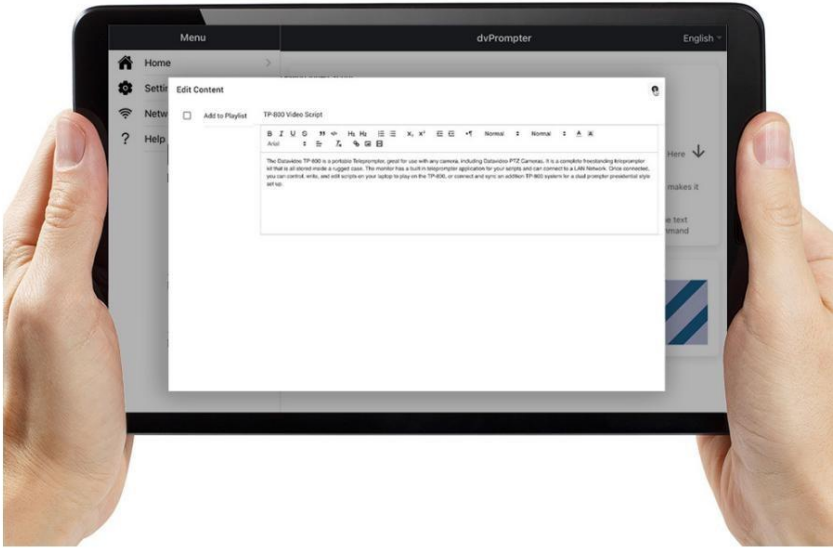 Menu
dvPrompter
English
Home
Settin
Netw
Help
Edit Content
Add to Playlist
TP-800 Video Script
B I U S ” </> H₁ H₂ X₂ X² ¶ Normal Normal A A
Arial
The Datavideo TP-800 is a portable Teleprompter, great for use with any camera, including Datavideo PTZ Cameras. It is a complete freestanding teleprompter
kit that is all stored inside a rugged case. The monitor has a built in teleprompter application for your scripts and can connect to a LAN Network. Once connected,
you can control, write, and edit scripts on your laptop to play on the TP-800, or connect and sync an addition TP-800 system for a dual prompter presidential style
set up.
Here
makes it
e text
mmand